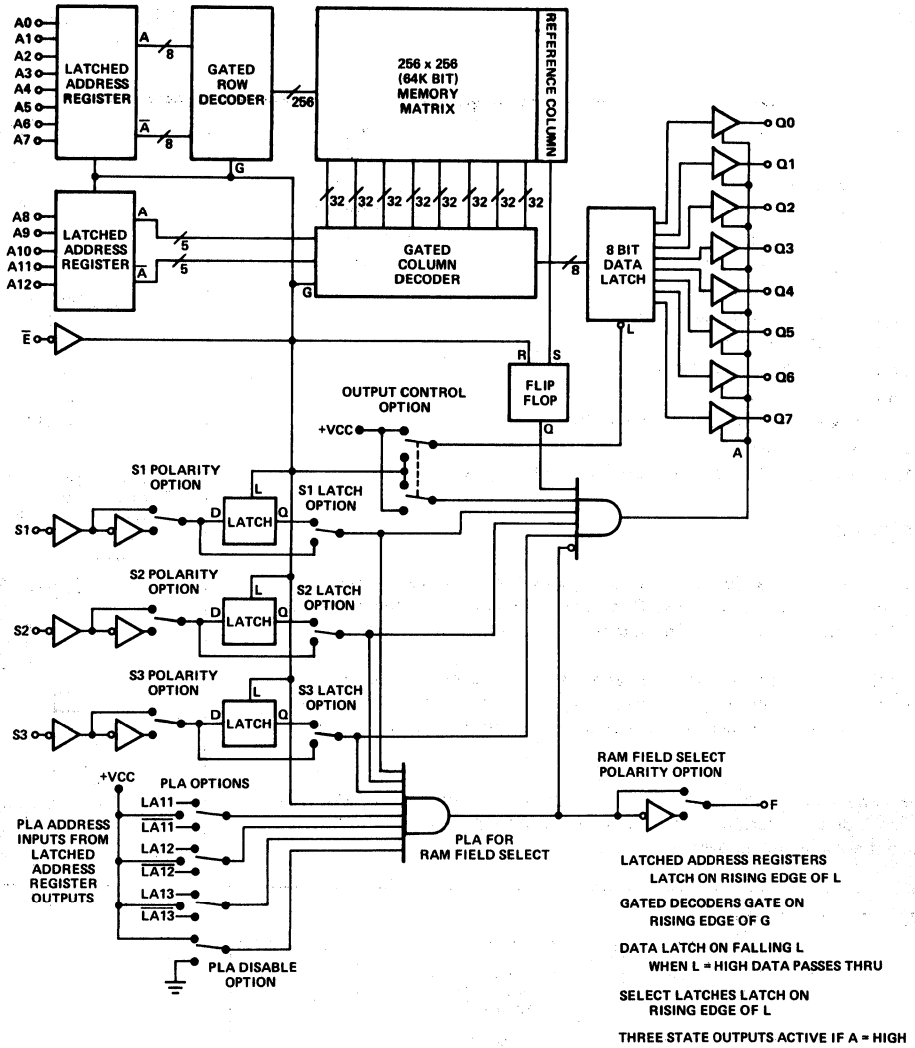 A0
A1
A2
A3
A4
A5
A6
A7
LATCHED
ADDRESS
REGISTER
A
8
A̅
8
GATED
ROW
DECODER
G
256
256 x 256
(64K BIT)
MEMORY
MATRIX
REFERENCE COLUMN
32 32 32 32 32 32 32 32
A8
A9
A10
A11
A12
LATCHED
ADDRESS
REGISTER
A
5
A̅
5
G
GATED
COLUMN
DECODER
8
8 BIT
DATA
LATCH
L
Q0
Q1
Q2
Q3
Q4
Q5
Q6
Q7
A
E̅
R
S
FLIP
FLOP
Q
OUTPUT CONTROL
OPTION
+VCC
S1 POLARITY
OPTION
S1
D
L
LATCH
Q
S1 LATCH
OPTION
S2 POLARITY
OPTION
S2
D
L
LATCH
Q
S2 LATCH
OPTION
S3 POLARITY
OPTION
S3
D
L
LATCH
Q
S3 LATCH
OPTION
+VCC
PLA OPTIONS
PLA ADDRESS
INPUTS FROM
LATCHED
ADDRESS
REGISTER
OUTPUTS
LA11
L̅A̅1̅1̅
LA12
L̅A̅1̅2̅
LA13
L̅A̅1̅3̅
PLA DISABLE
OPTION
PLA FOR
RAM FIELD SELECT
RAM FIELD SELECT
POLARITY OPTION
F
LATCHED ADDRESS REGISTERS
LATCH ON RISING EDGE OF L
GATED DECODERS GATE ON
RISING EDGE OF G
DATA LATCH ON FALLING L
WHEN L = HIGH DATA PASSES THRU
SELECT LATCHES LATCH ON
RISING EDGE OF L
THREE STATE OUTPUTS ACTIVE IF A = HIGH